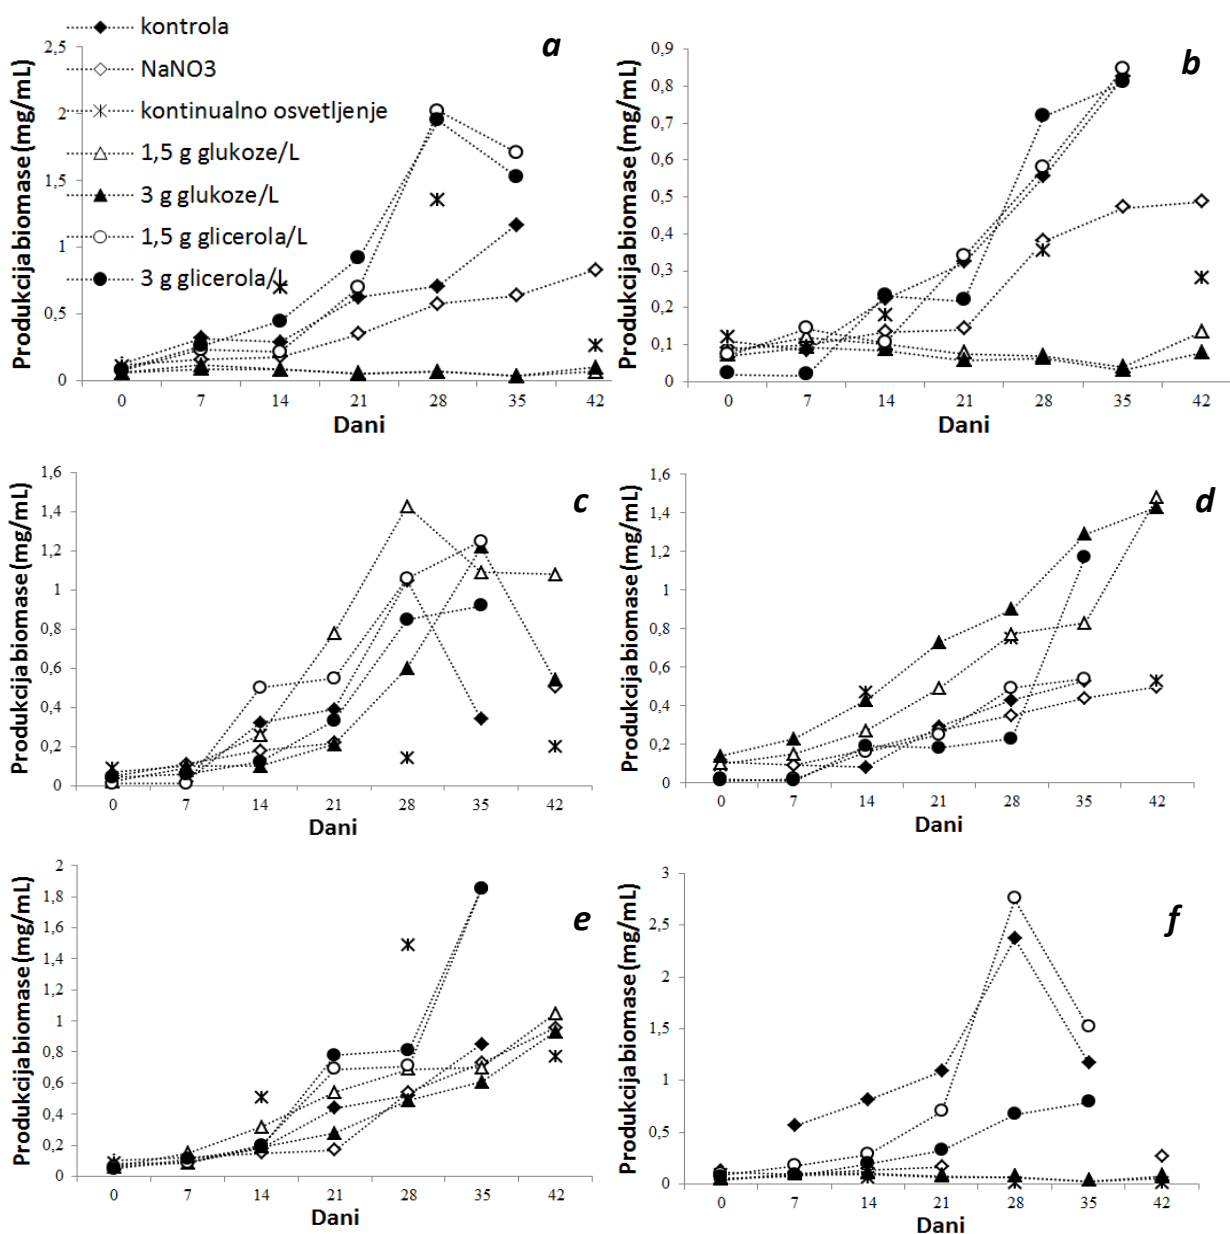 kontrola
NaNO3
kontinualno osvetljenje
1,5 g glukoze/L
3 g glukoze/L
1,5 g glicerola/L
3 g glicerola/L
a
Produkcija biomase (mg/mL)
2,5
2
1,5
1
0,5
0
0 7 14 21 28 35 42
Dani
b
Produkcija biomase (mg/mL)
0,9
0,8
0,7
0,6
0,5
0,4
0,3
0,2
0,1
0
0 7 14 21 28 35 42
Dani
c
Produkcija biomase (mg/mL)
1,6
1,4
1,2
1
0,8
0,6
0,4
0,2
0
0 7 14 21 28 35 42
Dani
d
Produkcija biomase (mg/mL)
1,6
1,4
1,2
1
0,8
0,6
0,4
0,2
0
0 7 14 21 28 35 42
Dani
e
Produkcija biomase (mg/mL)
2
1,8
1,6
1,4
1,2
1
0,8
0,6
0,4
0,2
0
0 7 14 21 28 35 42
Dani
f
Produkcija biomase (mg/mL)
3
2,5
2
1,5
1
0,5
0
0 7 14 21 28 35 42
Dani